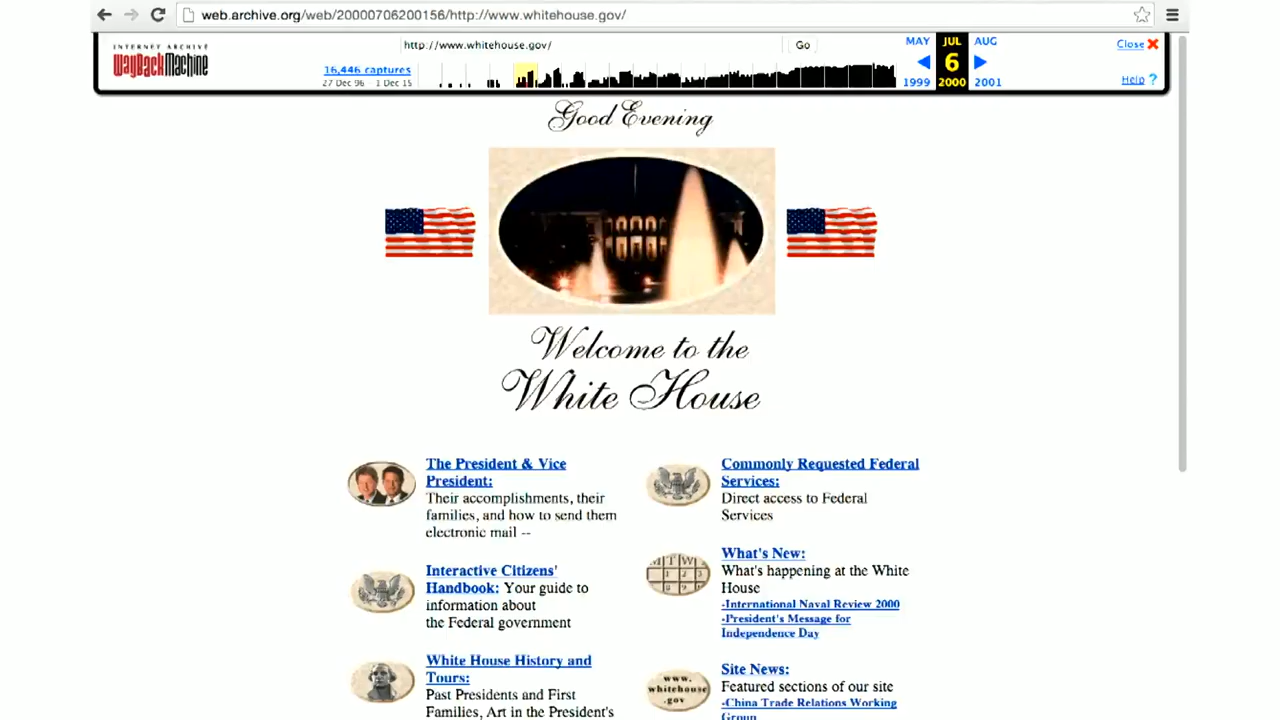 web.archive.org/web/20000706200156/http://www.whitehouse.gov/
INTERNET ARCHIVE
WayBackMachine
http://www.whitehouse.gov/
Go
16,446 captures
27 Dec 96 - 1 Dec 15
MAY
JUL
AUG
6
1999
2000
2001
Close
Help ?
Good Evening
Welcome to the
White House
The President & Vice
President:
Their accomplishments, their
families, and how to send them
electronic mail --
Interactive Citizens'
Handbook: Your guide to
information about
the Federal government
White House History and
Tours:
Past Presidents and First
Families, Art in the President's
Commonly Requested Federal
Services:
Direct access to Federal
Services
M T W
1 2 3
8 9
What's New:
What's happening at the White
House
-International Naval Review 2000
-President's Message for
Independence Day
www.
whitehouse
.gov
Site News:
Featured sections of our site
-China Trade Relations Working
Group